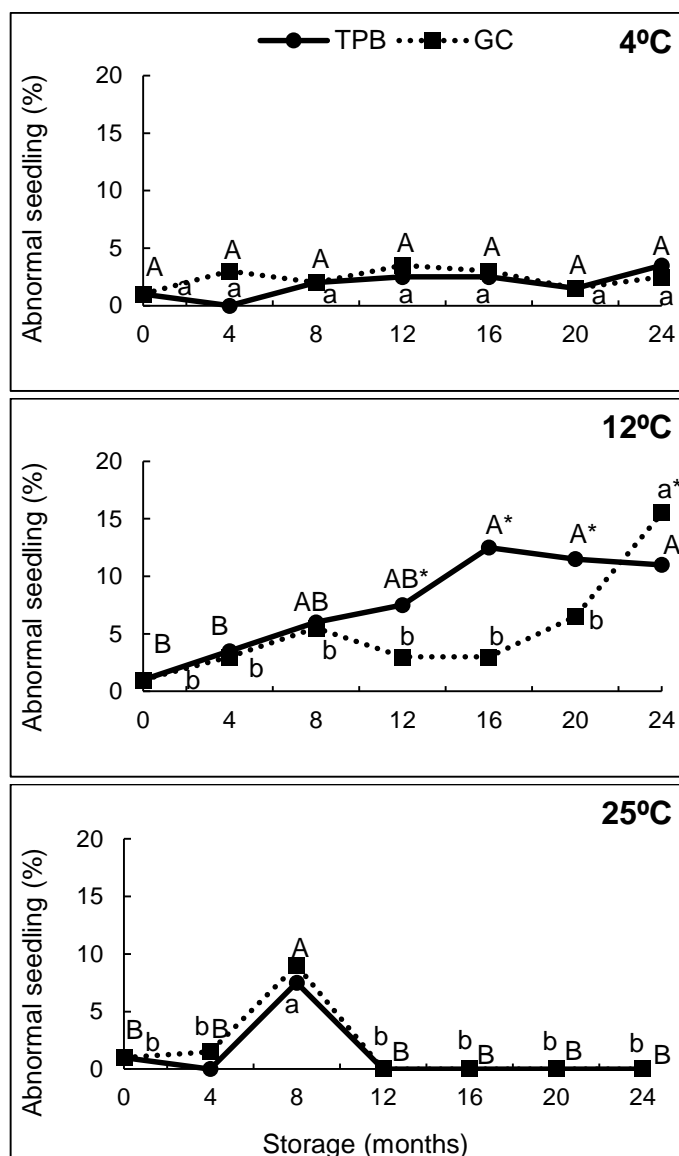 TPB GC 4ºC
Abnormal seedling (%)
20
15
10
5
0
A A A A A A A
a a a a a a a
0 4 8 12 16 20 24
12ºC
Abnormal seedling (%)
20
15
10
5
0
B B AB AB* A* A* A
b b b b b b a*
0 4 8 12 16 20 24
25ºC
Abnormal seedling (%)
20
15
10
5
0
B b b B A a b B b B b B b B
0 4 8 12 16 20 24
Storage (months)